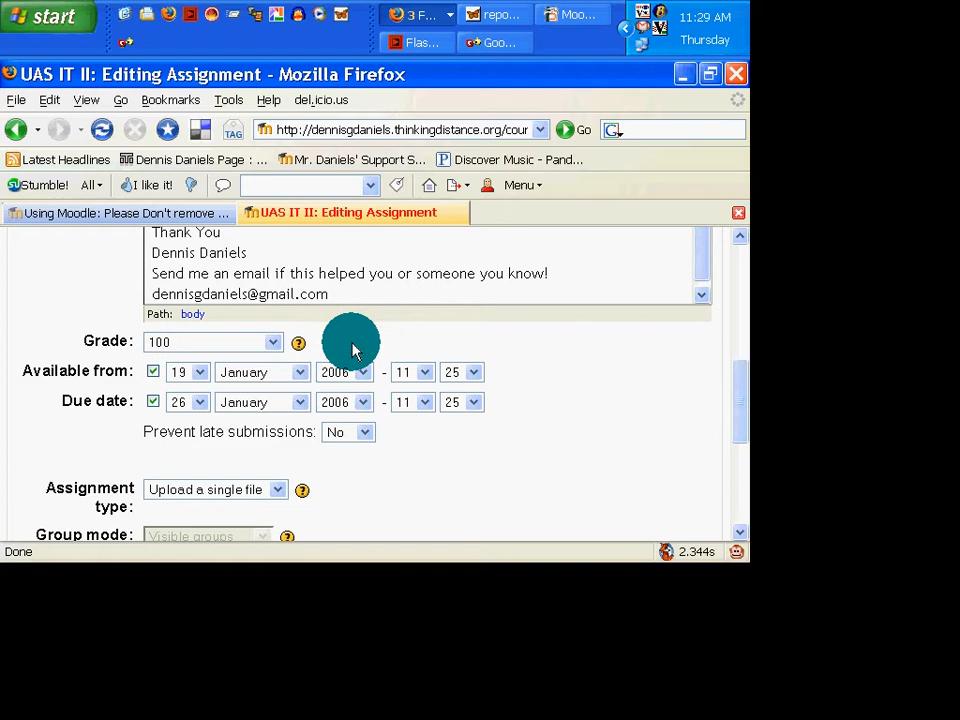 start
3 F...
repo...
Moo...
11:29 AM
Flas...
Goo...
Thursday
UAS IT II: Editing Assignment - Mozilla Firefox
File Edit View Go Bookmarks Tools Help del.icio.us
TAG http://dennisgdaniels.thinkingdistance.org/cour Go
Latest Headlines Dennis Daniels Page : ... Mr. Daniels' Support S... Discover Music - Pand...
Stumble! All I like it! Menu
Using Moodle: Please Don't remove ... UAS IT II: Editing Assignment
Thank You
Dennis Daniels
Send me an email if this helped you or someone you know!
dennisgdaniels@gmail.com
Path: body
Grade: 100
Available from: 19 January 2006 - 11 25
Due date: 26 January 2006 - 11 25
Prevent late submissions: No
Assignment type: Upload a single file
Group mode: Visible groups
Done 2.344s